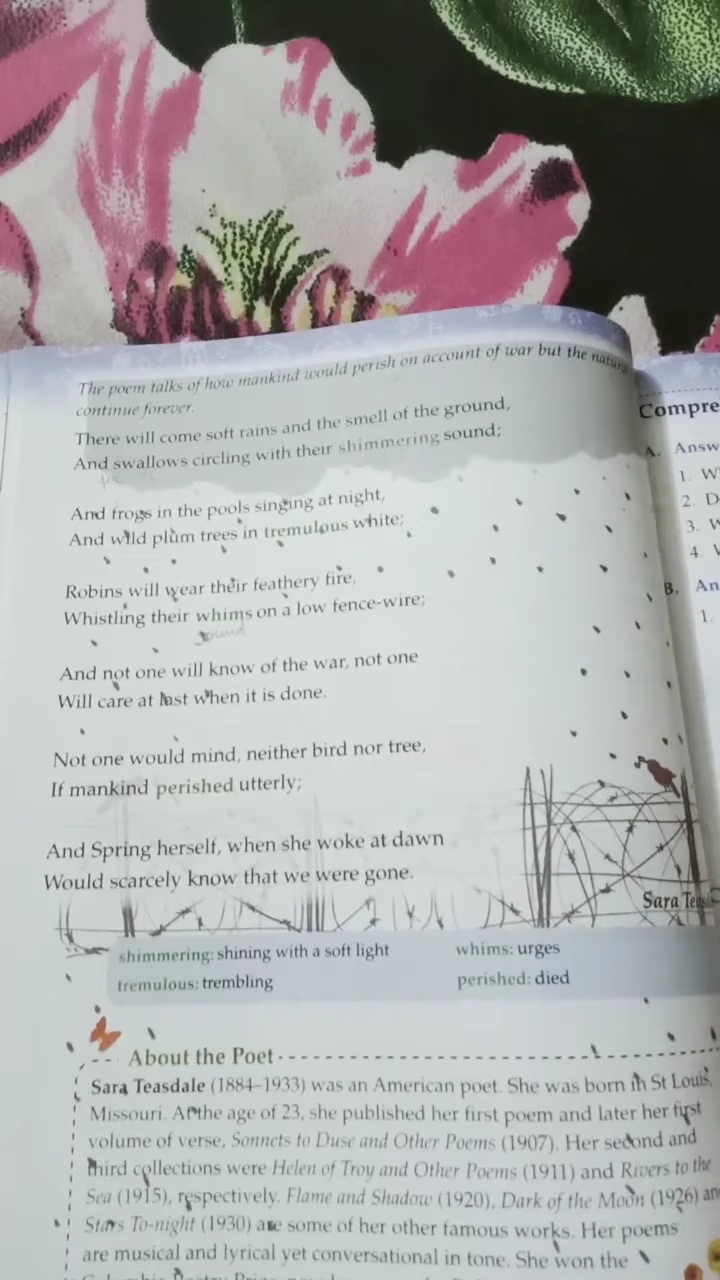 The poem talks of how mankind would perish on account of war but the
continue forever.
There will come soft rains and the smell of the ground,
And swallows circling with their shimmering sound;
And frogs in the pools singing at night,
And wild plum trees in tremulous white;
Robins will wear their feathery fire,
Whistling their whims on a low fence-wire;
sound
And not one will know of the war, not one
Will care at last when it is done.
Not one would mind, neither bird nor tree,
If mankind perished utterly;
And Spring herself, when she woke at dawn
Would scarcely know that we were gone.
Sara
shimmering: shining with a soft light
whims: urges
tremulous: trembling
perished: died
About the Poet
Sara Teasdale (1884–1933) was an American poet. She was born in St Louis,
Missouri. At the age of 23, she published her first poem and later her first
volume of verse, Sonnets to Duse and Other Poems (1907). Her second and
third collections were Helen of Troy and Other Poems (1911) and Rivers to the
Sea (1915), respectively. Flame and Shadow (1920), Dark of the Moon (1926)
Stars To-night (1930) are some of her other famous works. Her poems
are musical and lyrical yet conversational in tone. She won the
A.
1.
2.
3.
4.
B.
1.